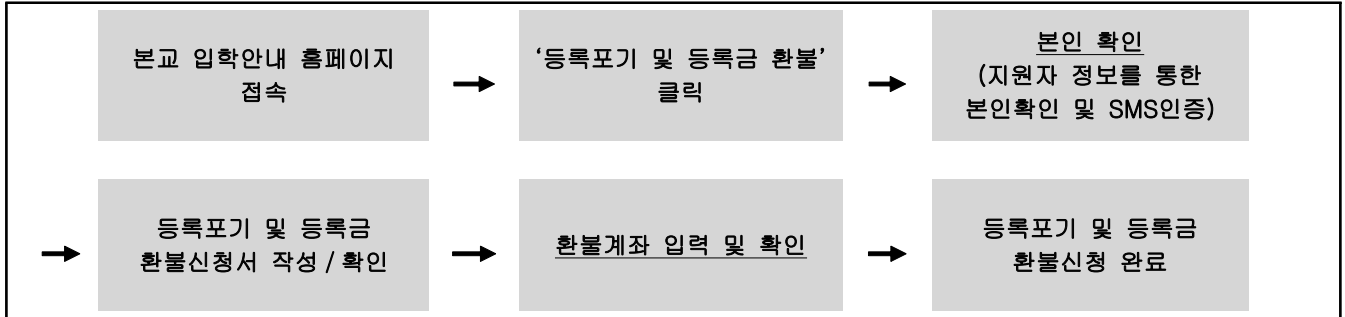 본교 입학안내 홈페이지
접속
→
‘등록포기 및 등록금 환불’
클릭
→
본인 확인
(지원자 정보를 통한
본인확인 및 SMS인증)
→
등록포기 및 등록금
환불신청서 작성 / 확인
→
환불계좌 입력 및 확인
→
등록포기 및 등록금
환불신청 완료